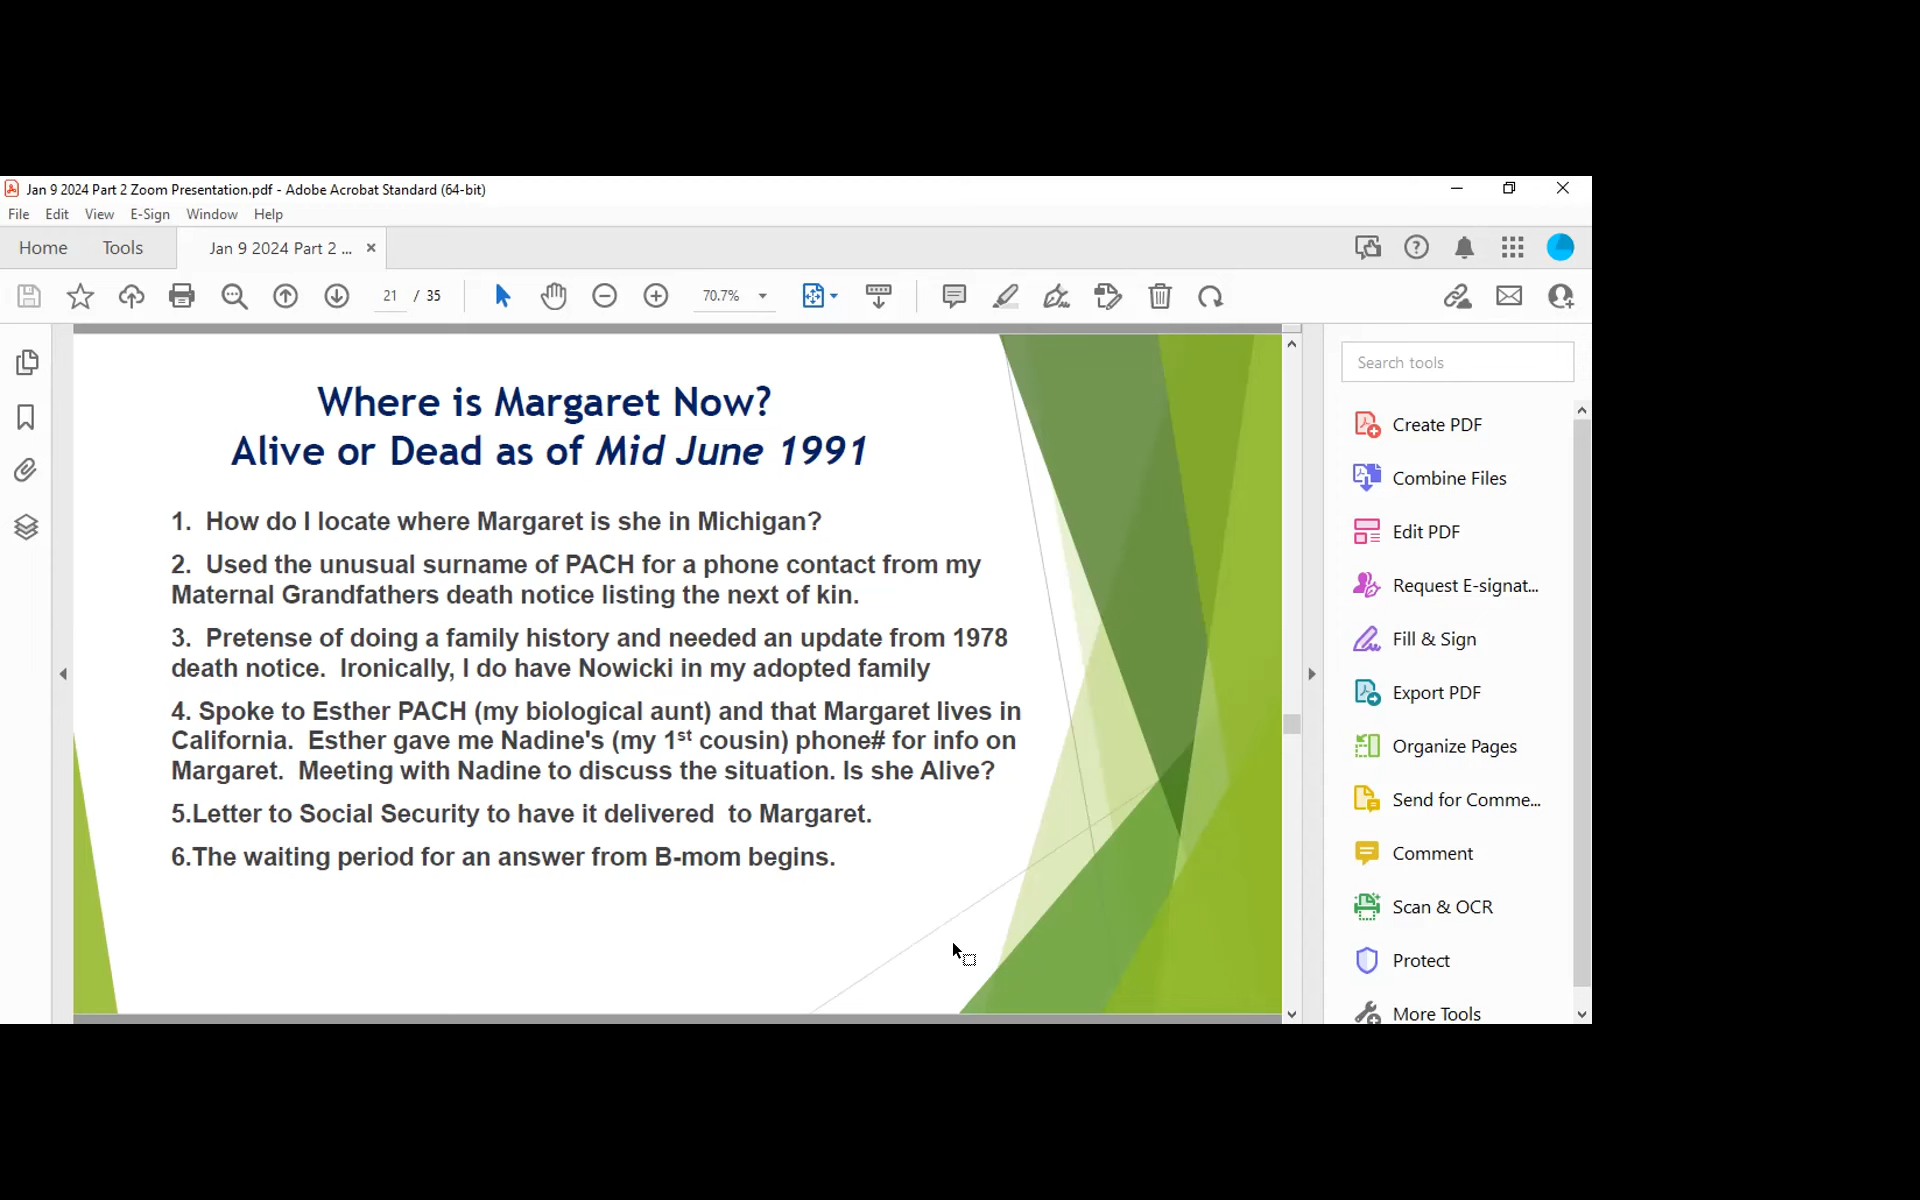 Jan 9 2024 Part 2 Zoom Presentation.pdf - Adobe Acrobat Standard (64-bit)
File Edit View E-Sign Window Help
Home Tools Jan 9 2024 Part 2 ... ×
21 / 35 70.7%
Where is Margaret Now?
Alive or Dead as of Mid June 1991
1. How do I locate where Margaret is she in Michigan?
2. Used the unusual surname of PACH for a phone contact from my
Maternal Grandfathers death notice listing the next of kin.
3. Pretense of doing a family history and needed an update from 1978
death notice. Ironically, I do have Nowicki in my adopted family
4. Spoke to Esther PACH (my biological aunt) and that Margaret lives in
California. Esther gave me Nadine's (my 1st cousin) phone# for info on
Margaret. Meeting with Nadine to discuss the situation. Is she Alive?
5.Letter to Social Security to have it delivered to Margaret.
6.The waiting period for an answer from B-mom begins.
Search tools
Create PDF
Combine Files
Edit PDF
Request E-signat...
Fill & Sign
Export PDF
Organize Pages
Send for Comme...
Comment
Scan & OCR
Protect
More Tools